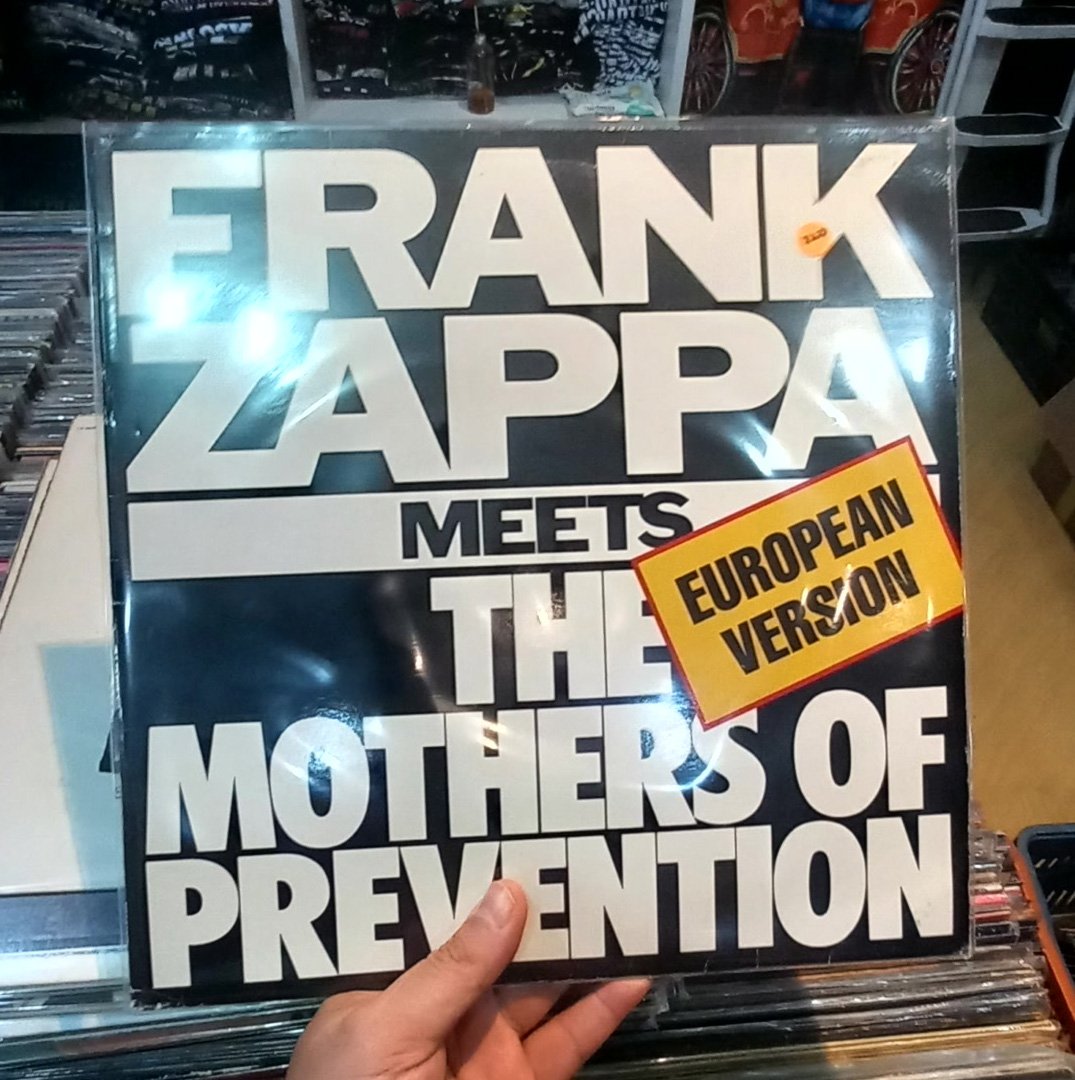 FRANK
ZAPPA
MEETS
EUROPEAN
VERSION
THE
MOTHERS OF
PREVENTION